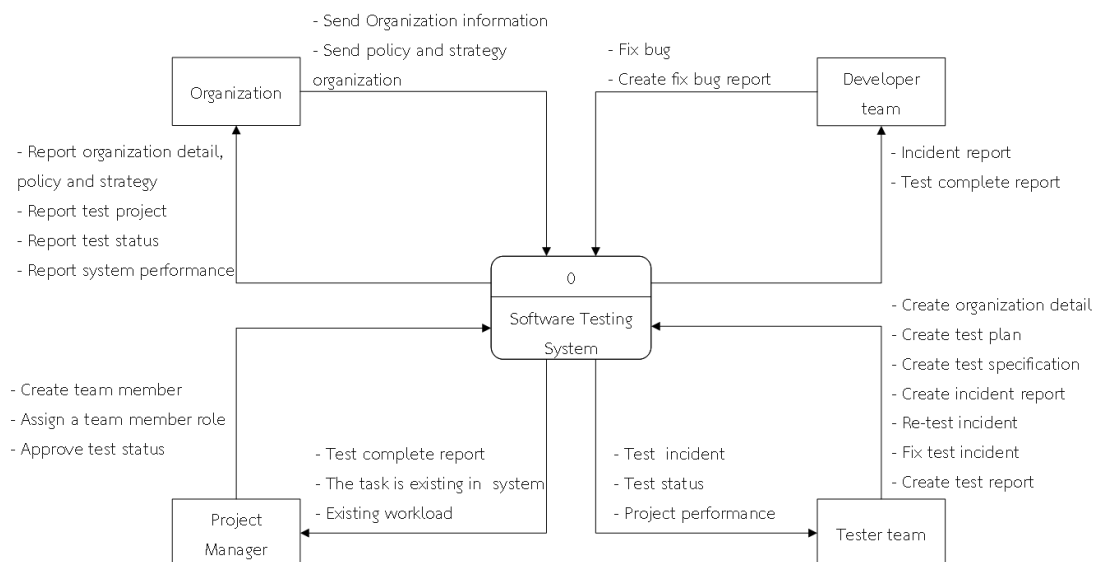 - Send Organization information
- Send policy and strategy
organization
Organization
- Fix bug
- Create fix bug report
Developer
team
- Report organization detail,
policy and strategy
- Report test project
- Report test status
- Report system performance
- Incident report
- Test complete report
0
Software Testing
System
- Create team member
- Assign a team member role
- Approve test status
- Create organization detail
- Create test plan
- Create test specification
- Create incident report
- Re-test incident
- Fix test incident
- Create test report
- Test complete report
- The task is existing in system
- Existing workload
- Test incident
- Test status
- Project performance
Project
Manager
Tester team